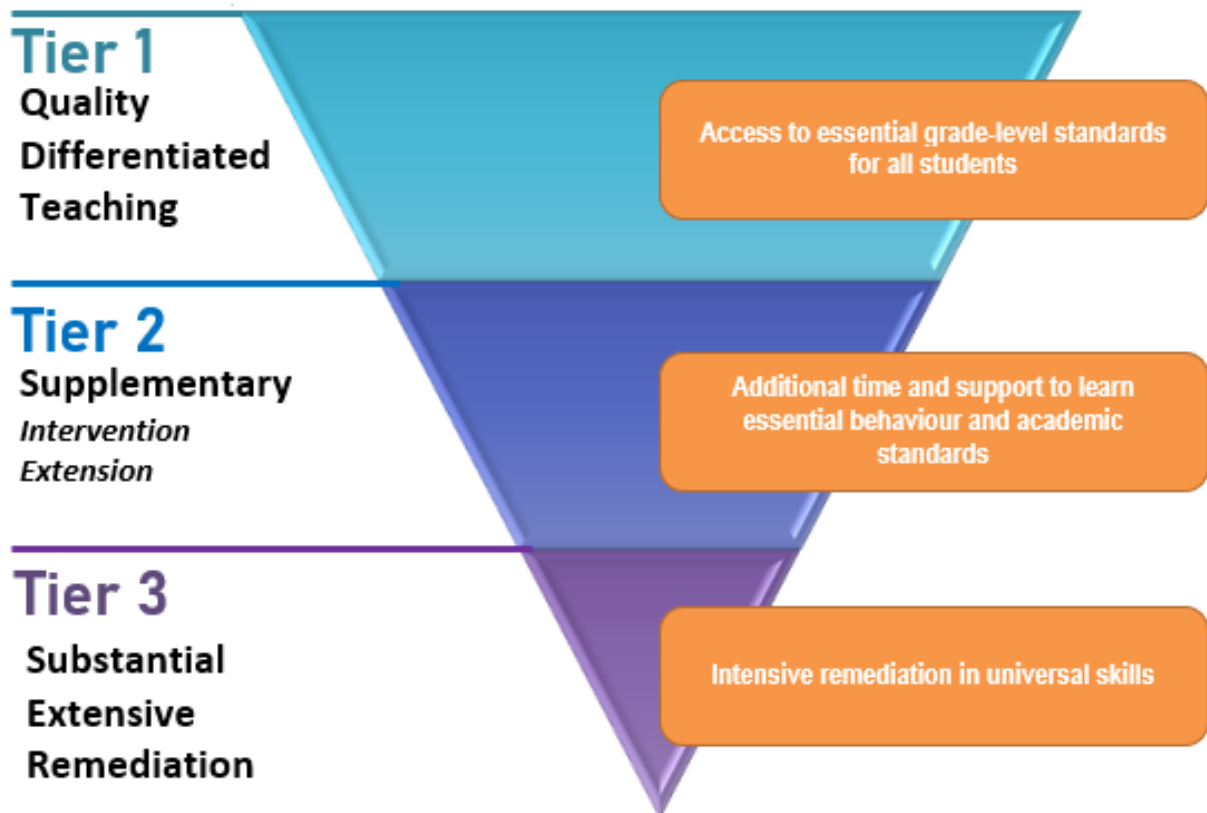 Tier 1
Quality
Differentiated
Teaching
Access to essential grade-level standards
for all students
Tier 2
Supplementary
Intervention
Extension
Additional time and support to learn
essential behaviour and academic
standards
Tier 3
Substantial
Extensive
Remediation
Intensive remediation in universal skills